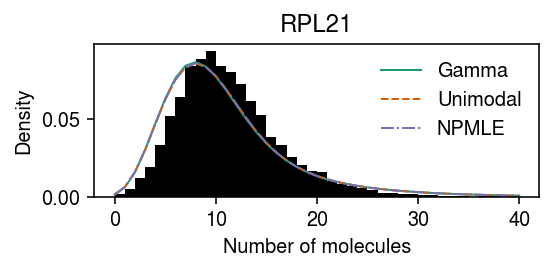 RPL21
Gamma
Unimodal
NPMLE
Density
0.05
0.00
0
10
20
30
40
Number of molecules